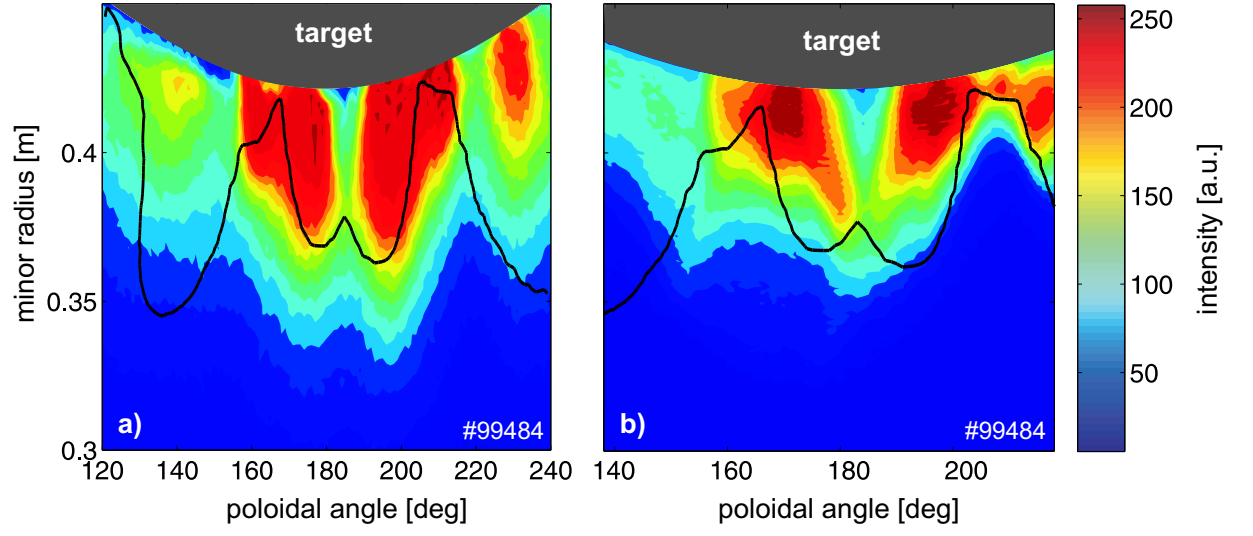 target
target
minor radius [m]
0.4
0.35
0.3
a)
#99484
b)
#99484
120 140 160 180 200 220 240
140 160 180 200
poloidal angle [deg]
poloidal angle [deg]
250
200
150
100
50
intensity [a.u.]